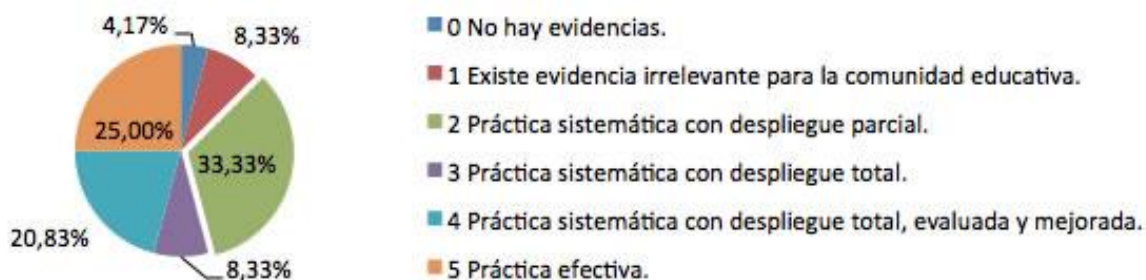 4,17%
8,33%
25,00%
33,33%
20,83%
8,33%
0 No hay evidencias.
1 Existe evidencia irrelevante para la comunidad educativa.
2 Práctica sistemática con despliegue parcial.
3 Práctica sistemática con despliegue total.
4 Práctica sistemática con despliegue total, evaluada y mejorada.
5 Práctica efectiva.